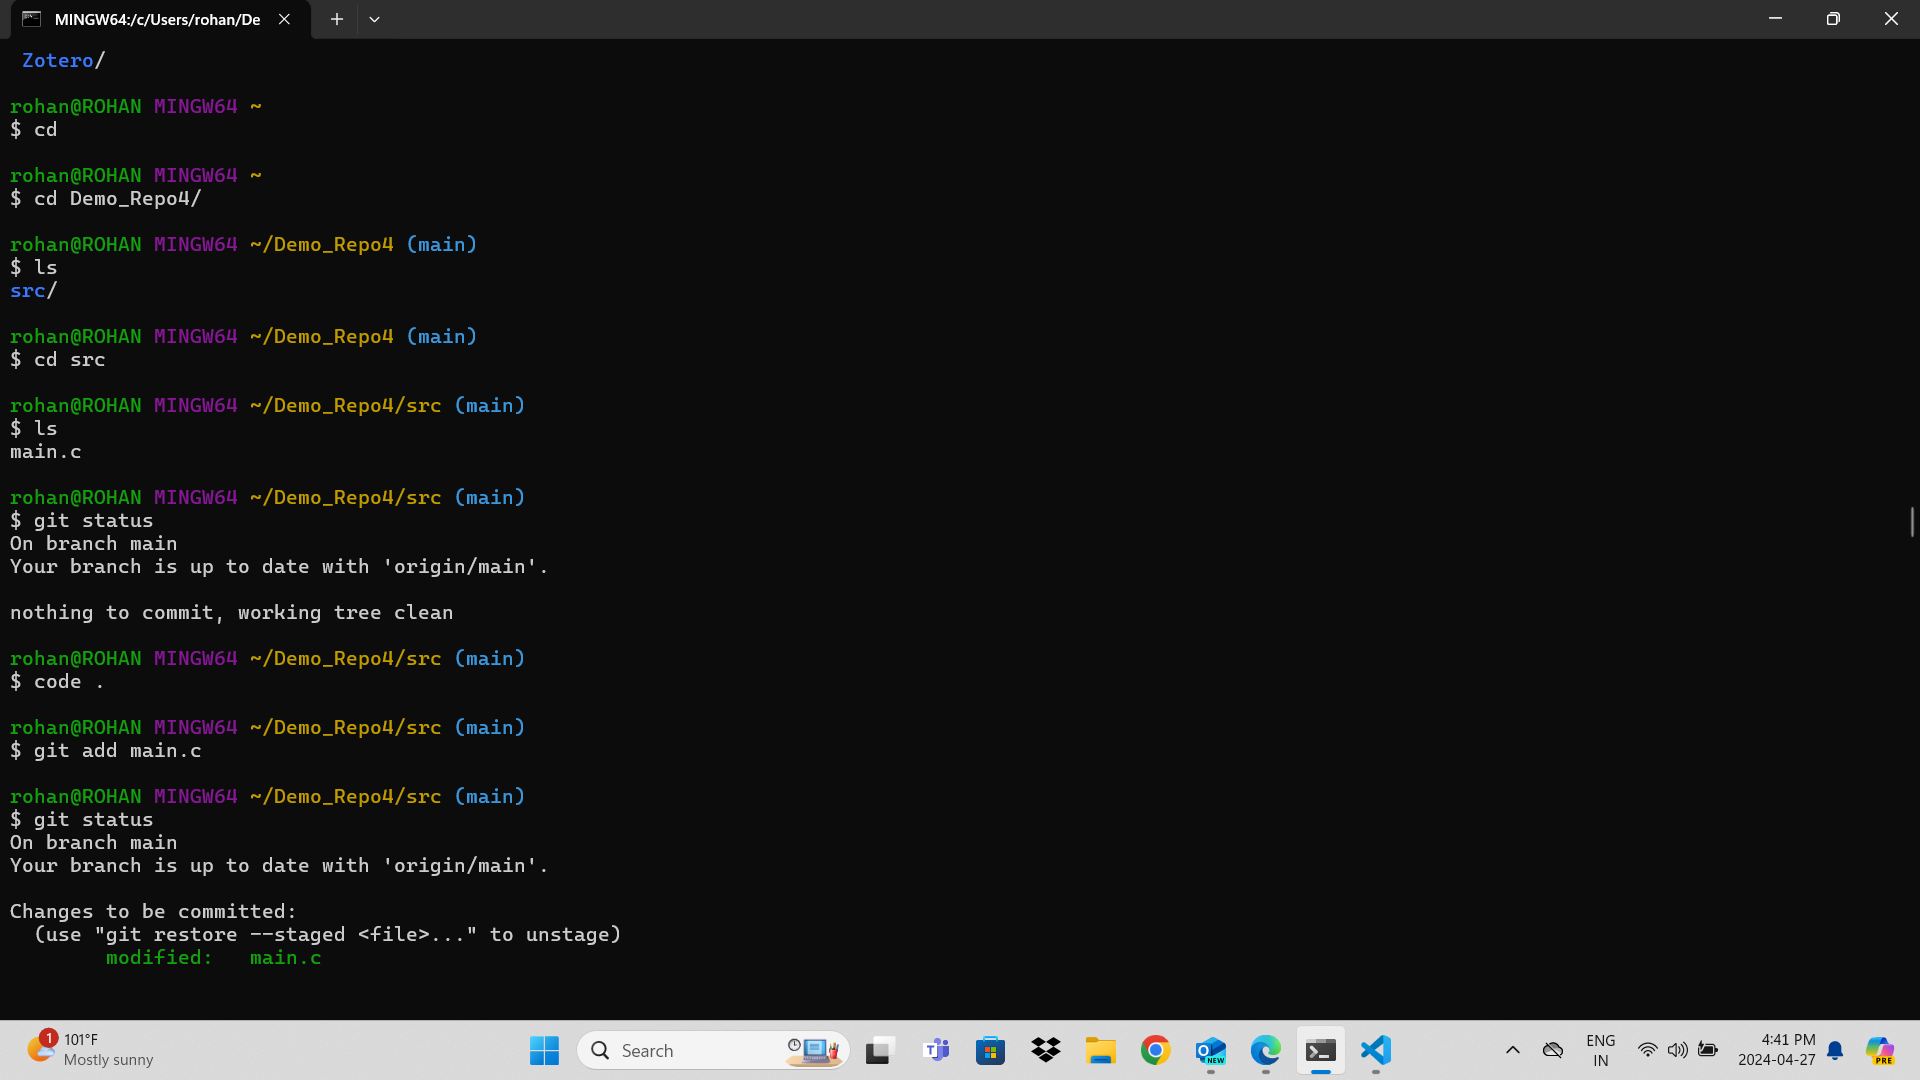 MINGW64:/c/Users/rohan/De
Zotero/
rohan@ROHAN MINGW64 ~
$ cd
rohan@ROHAN MINGW64 ~
$ cd Demo_Repo4/
rohan@ROHAN MINGW64 ~/Demo_Repo4 (main)
$ ls
src/
rohan@ROHAN MINGW64 ~/Demo_Repo4 (main)
$ cd src
rohan@ROHAN MINGW64 ~/Demo_Repo4/src (main)
$ ls
main.c
rohan@ROHAN MINGW64 ~/Demo_Repo4/src (main)
$ git status
On branch main
Your branch is up to date with 'origin/main'.
nothing to commit, working tree clean
rohan@ROHAN MINGW64 ~/Demo_Repo4/src (main)
$ code .
rohan@ROHAN MINGW64 ~/Demo_Repo4/src (main)
$ git add main.c
rohan@ROHAN MINGW64 ~/Demo_Repo4/src (main)
$ git status
On branch main
Your branch is up to date with 'origin/main'.
Changes to be committed:
(use "git restore --staged <file>..." to unstage)
modified: main.c
1
101°F
Mostly sunny
Search
T
O
NEW
ENG
IN
4:41 PM
2024-04-27
PRE